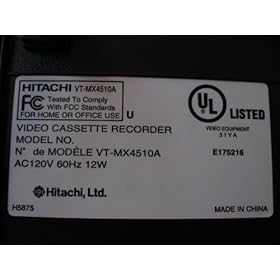 HITACHI VT-MX4510A
FC Tested To Comply
With FCC Standards
FOR HOME OR OFFICE USE
U
UL LISTED
VIDEO EQUIPMENT
31YA
E175216
VIDEO CASSETTE RECORDER
MODEL NO.
N° de MODÈLE VT-MX4510A
AC120V 60Hz 12W
Hitachi, Ltd.
H5875
MADE IN CHINA